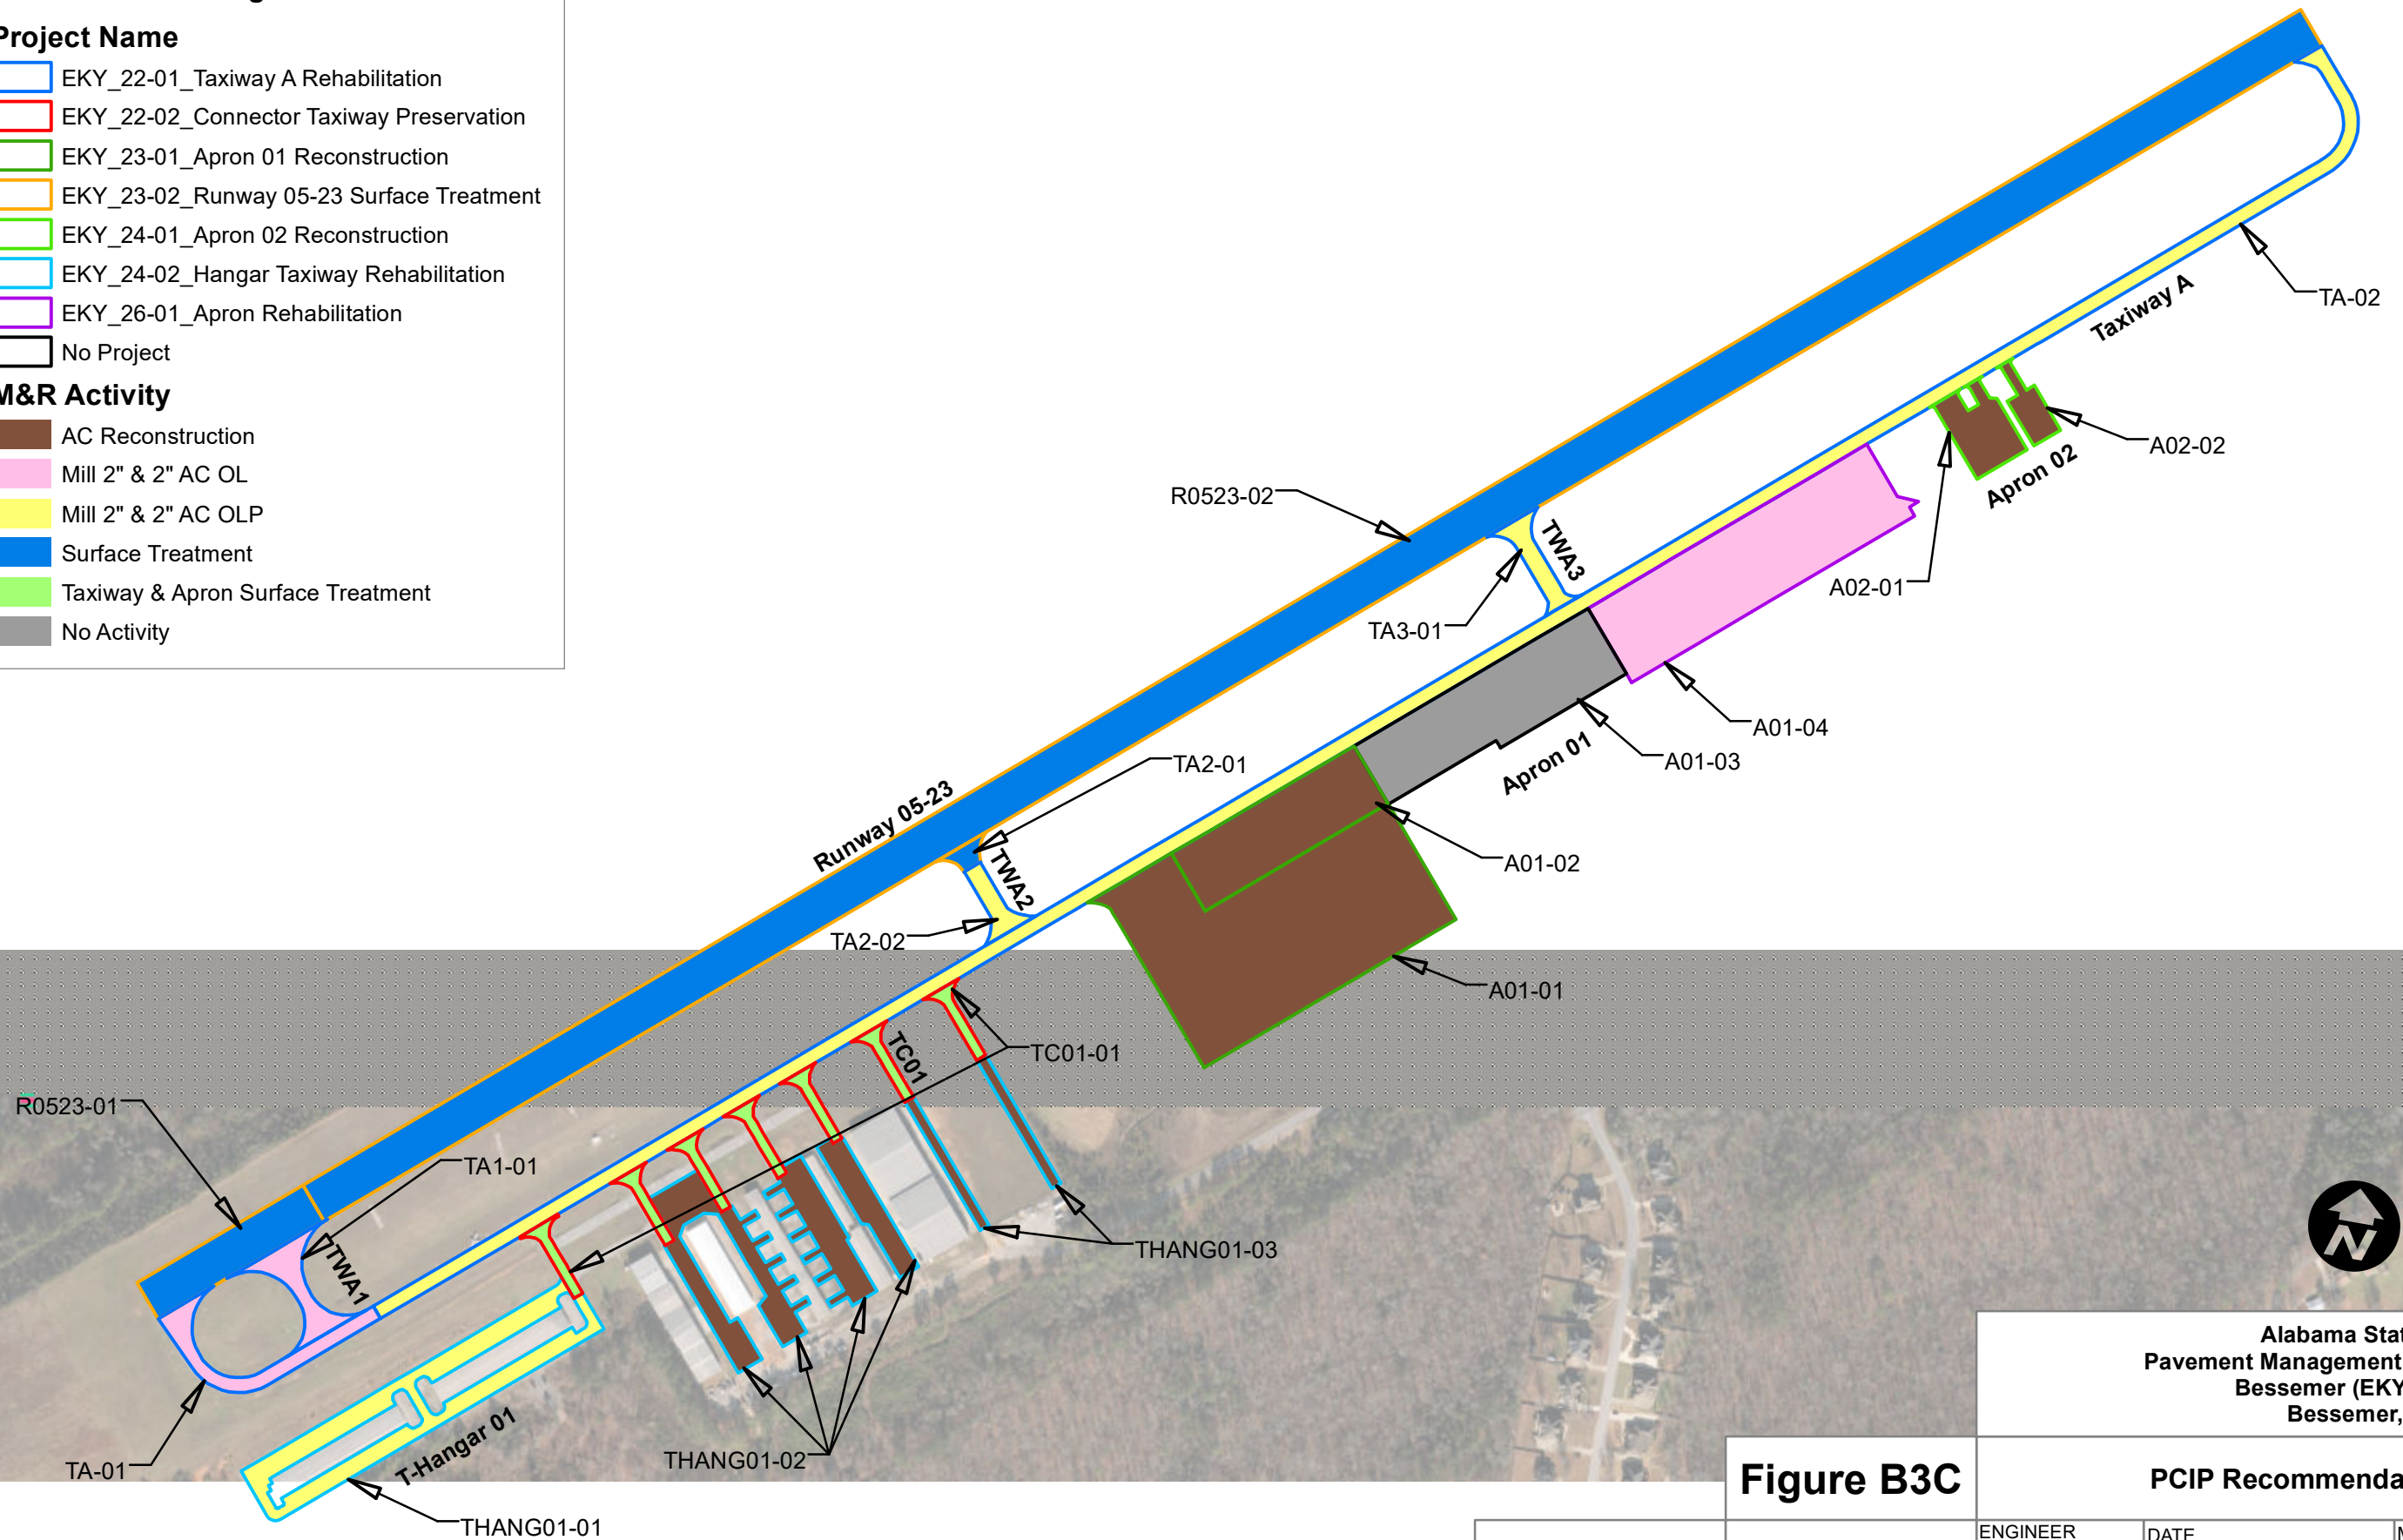 Project Name
EKY_22-01_Taxiway A Rehabilitation
EKY_22-02_Connector Taxiway Preservation
EKY_23-01_Apron 01 Reconstruction
EKY_23-02_Runway 05-23 Surface Treatment
EKY_24-01_Apron 02 Reconstruction
EKY_24-02_Hangar Taxiway Rehabilitation
EKY_26-01_Apron Rehabilitation
No Project
M&R Activity
AC Reconstruction
Mill 2" & 2" AC OL
Mill 2" & 2" AC OLP
Surface Treatment
Taxiway & Apron Surface Treatment
No Activity
TA-02
Taxiway A
A02-02
Apron 02
R0523-02
TWA3
A02-01
TA3-01
A01-04
A01-03
Apron 01
TA2-01
Runway 05-23
A01-02
TWA2
TA2-02
A01-01
TC01-01
TC01
R0523-01
TA1-01
TWA1
THANG01-03
N
TA-01
T-Hangar 01
THANG01-02
THANG01-01
Alabama Stat
Pavement Management
Bessemer (EKY
Bessemer,
Figure B3C
PCIP Recommenda
ENGINEER
DATE